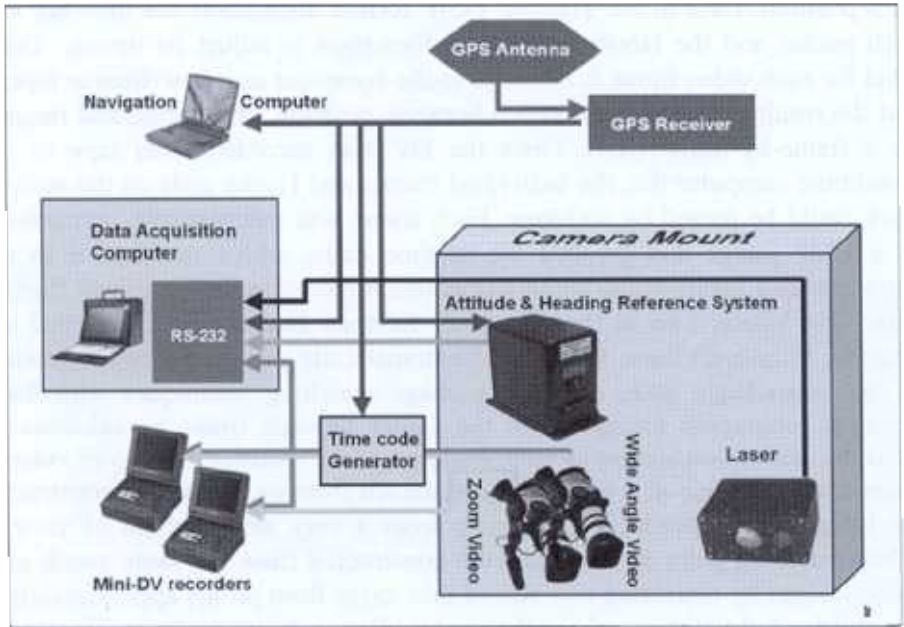 GPS Antenna
Navigation Computer
GPS Receiver
Data Acquisition
Computer
Camera Mount
Attitude & Heading Reference System
RS-232
Time code
Generator
Laser
Zoom Video
Wide Angle Video
Mini-DV recorders